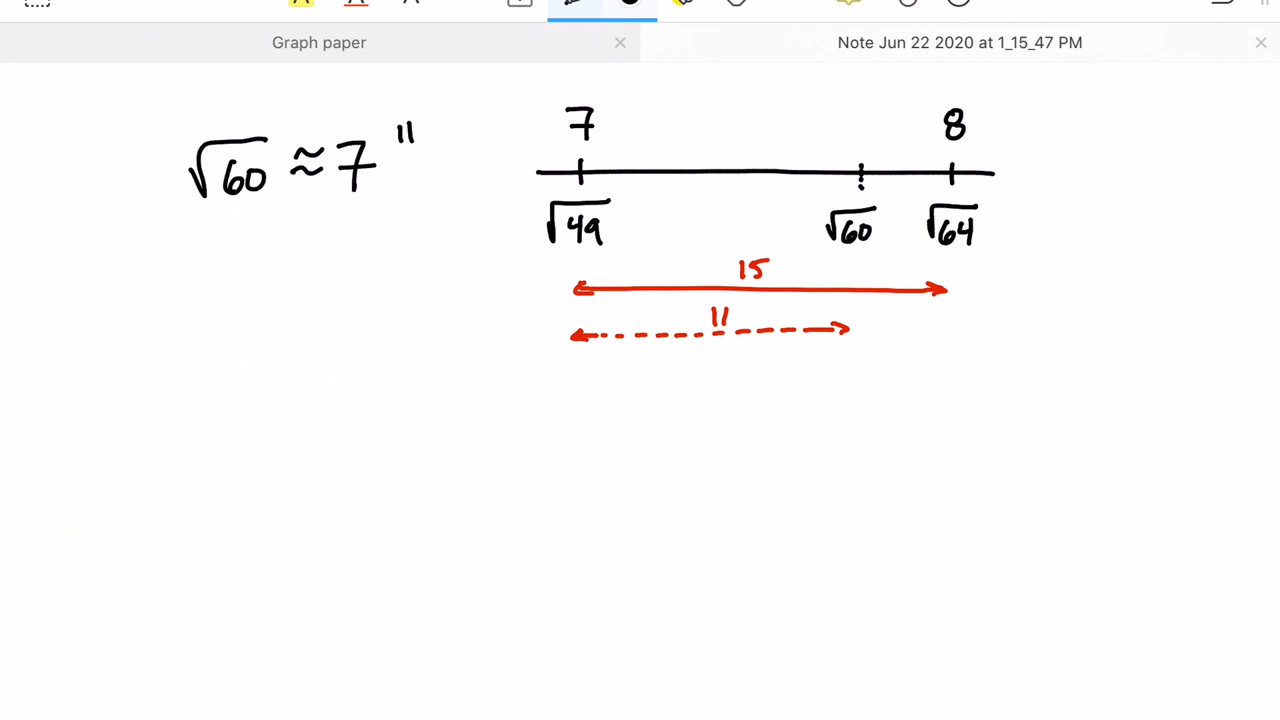 Graph paper
Note Jun 22 2020 at 1_15_47 PM
√60 ≈ 7 11
7 8
√49 √60 √64
15
11